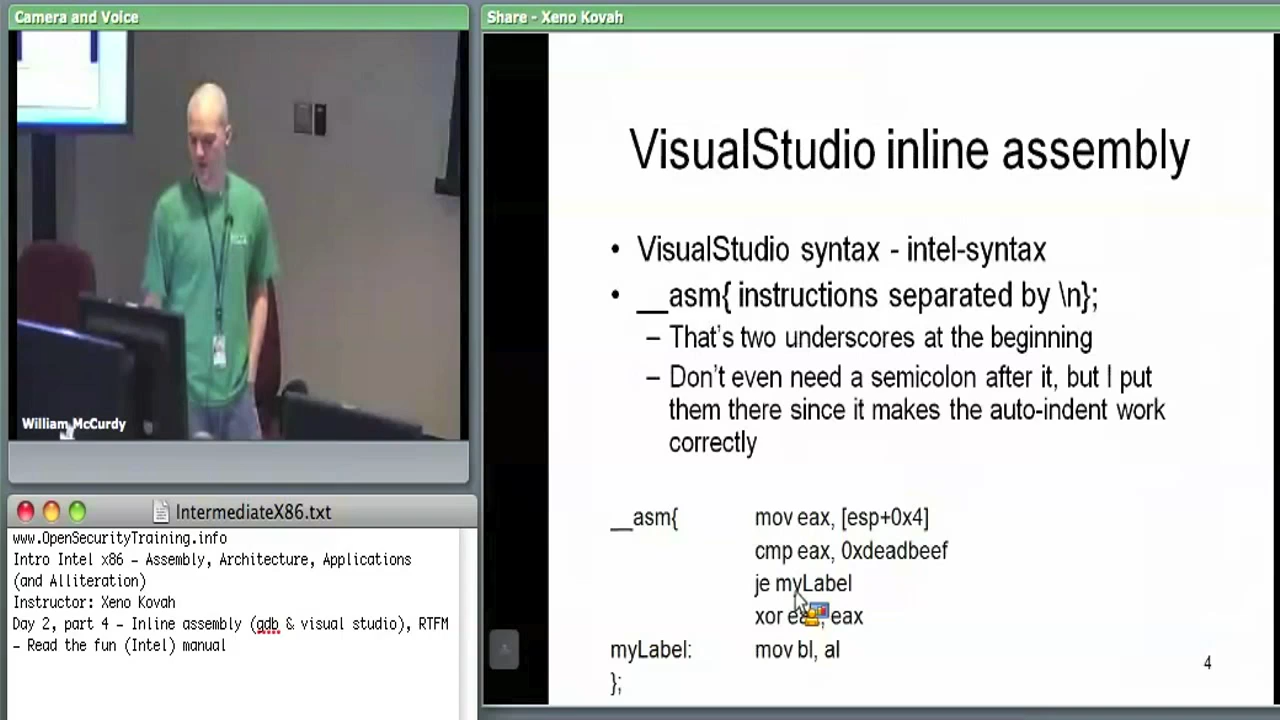 Camera and Voice
William McCurdy
IntermediateX86.txt
www.OpenSecurityTraining.info
Intro Intel x86 – Assembly, Architecture, Applications
(and Alliteration)
Instructor: Xeno Kovah
Day 2, part 4 – Inline assembly (gdb & visual studio), RTFM
– Read the fun (Intel) manual
Share - Xeno Kovah
VisualStudio inline assembly
• VisualStudio syntax - intel-syntax
• __asm{ instructions separated by \n};
– That's two underscores at the beginning
– Don't even need a semicolon after it, but I put
them there since it makes the auto-indent work
correctly
__asm{ mov eax, [esp+0x4]
cmp eax, 0xdeadbeef
je myLabel
xor eax, eax
myLabel: mov bl, al
};
4